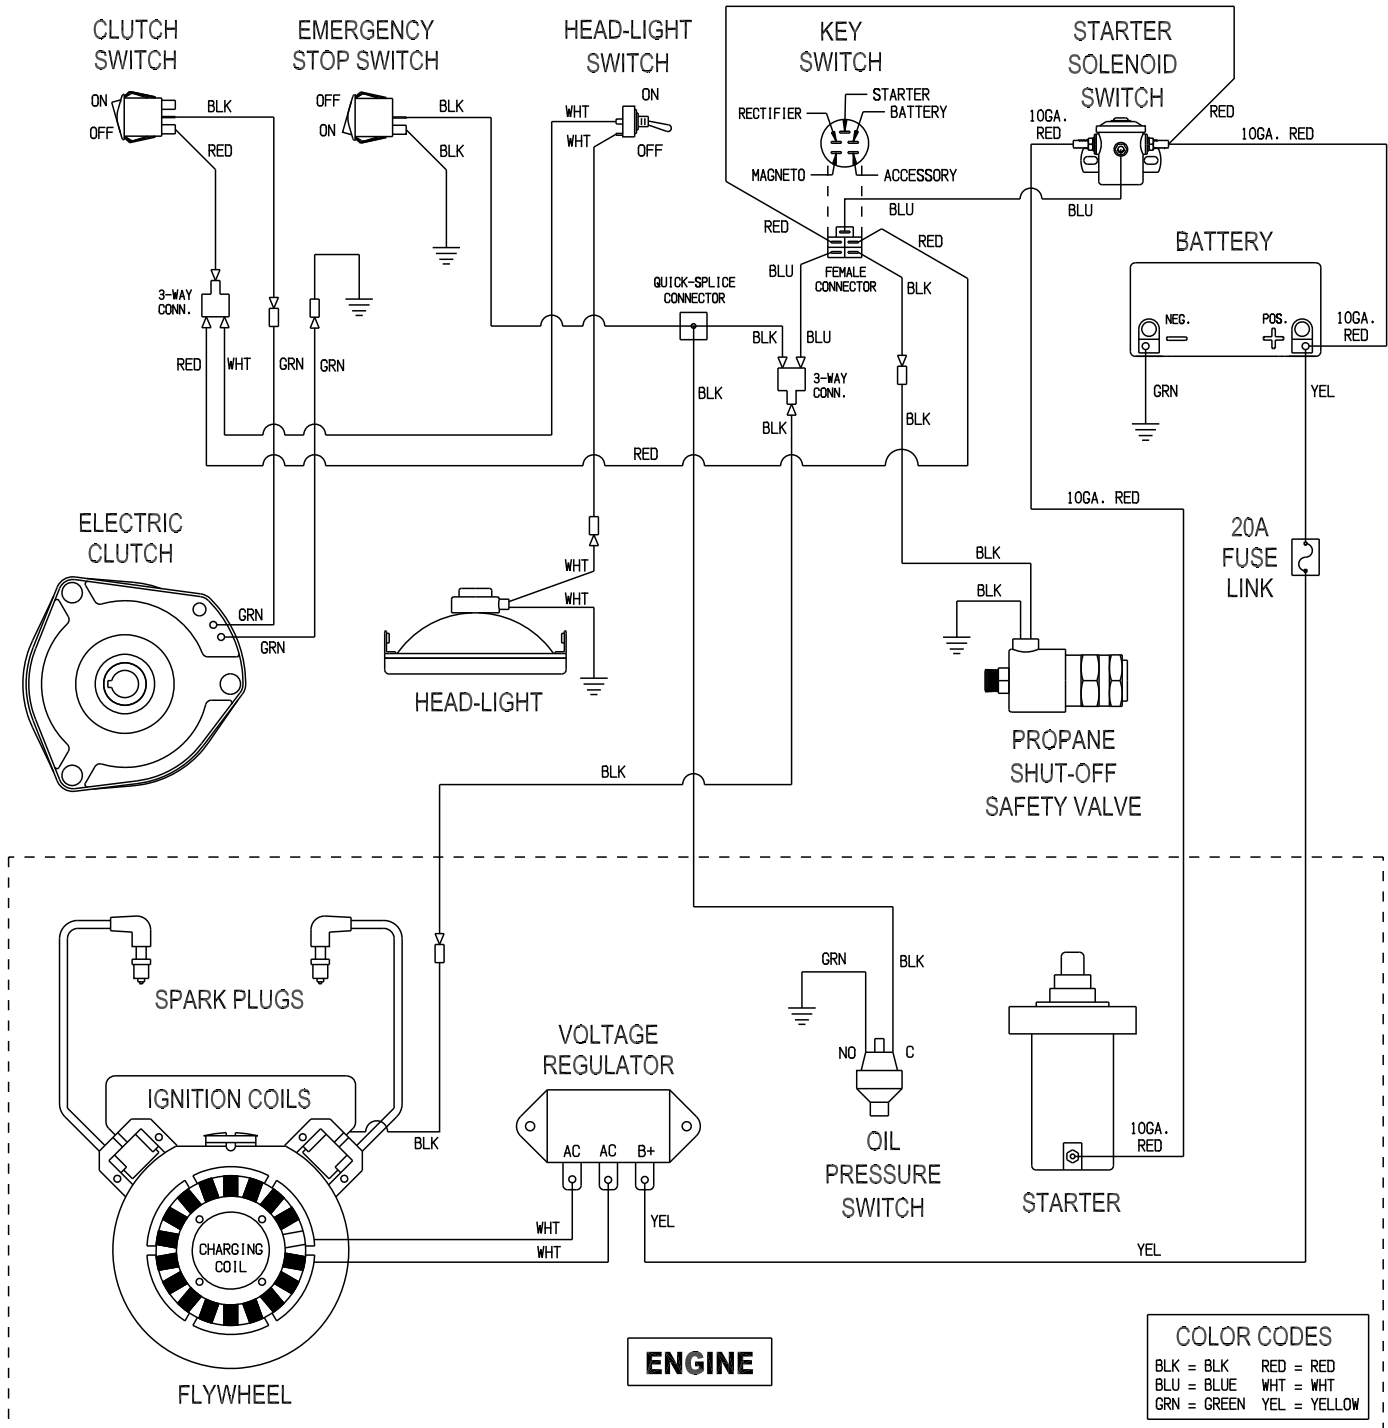 CLUTCH
SWITCH
ON
OFF
BLK
RED
EMERGENCY
STOP SWITCH
OFF
ON
BLK
BLK
HEAD-LIGHT
SWITCH
WHT
WHT
ON
OFF
KEY
SWITCH
RECTIFIER
STARTER
BATTERY
MAGNETO
ACCESSORY
STARTER
SOLENOID
SWITCH
10GA.
RED
RED
10GA. RED
BLU
BLU
RED
RED
BLU
FEMALE
CONNECTOR
BLK
QUICK-SPLICE
CONNECTOR
BATTERY
NEG.
POS.
10GA.
RED
GRN
YEL
3-WAY
CONN.
RED
WHT
GRN
GRN
BLK
BLU
3-WAY
CONN.
BLK
BLK
BLK
RED
10GA. RED
20A
FUSE
LINK
ELECTRIC
CLUTCH
GRN
GRN
WHT
WHT
HEAD-LIGHT
BLK
BLK
PROPANE
SHUT-OFF
SAFETY VALVE
BLK
SPARK PLUGS
IGNITION COILS
BLK
VOLTAGE
REGULATOR
AC
AC
B+
WHT
WHT
YEL
YEL
GRN
BLK
NO
C
OIL
PRESSURE
SWITCH
10GA.
RED
STARTER
CHARGING
COIL
FLYWHEEL
ENGINE
COLOR CODES
BLK = BLK RED = RED
BLU = BLUE WHT = WHT
GRN = GREEN YEL = YELLOW